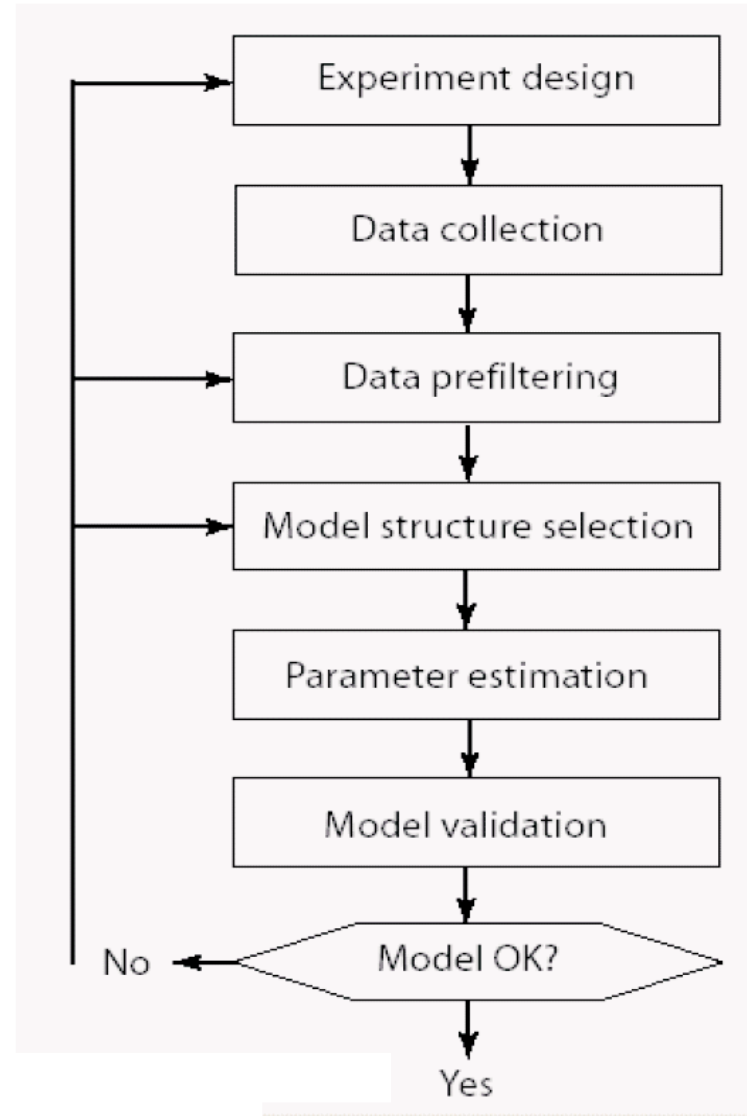 Experiment design
Data collection
Data prefiltering
Model structure selection
Parameter estimation
Model validation
Model OK?
No
Yes